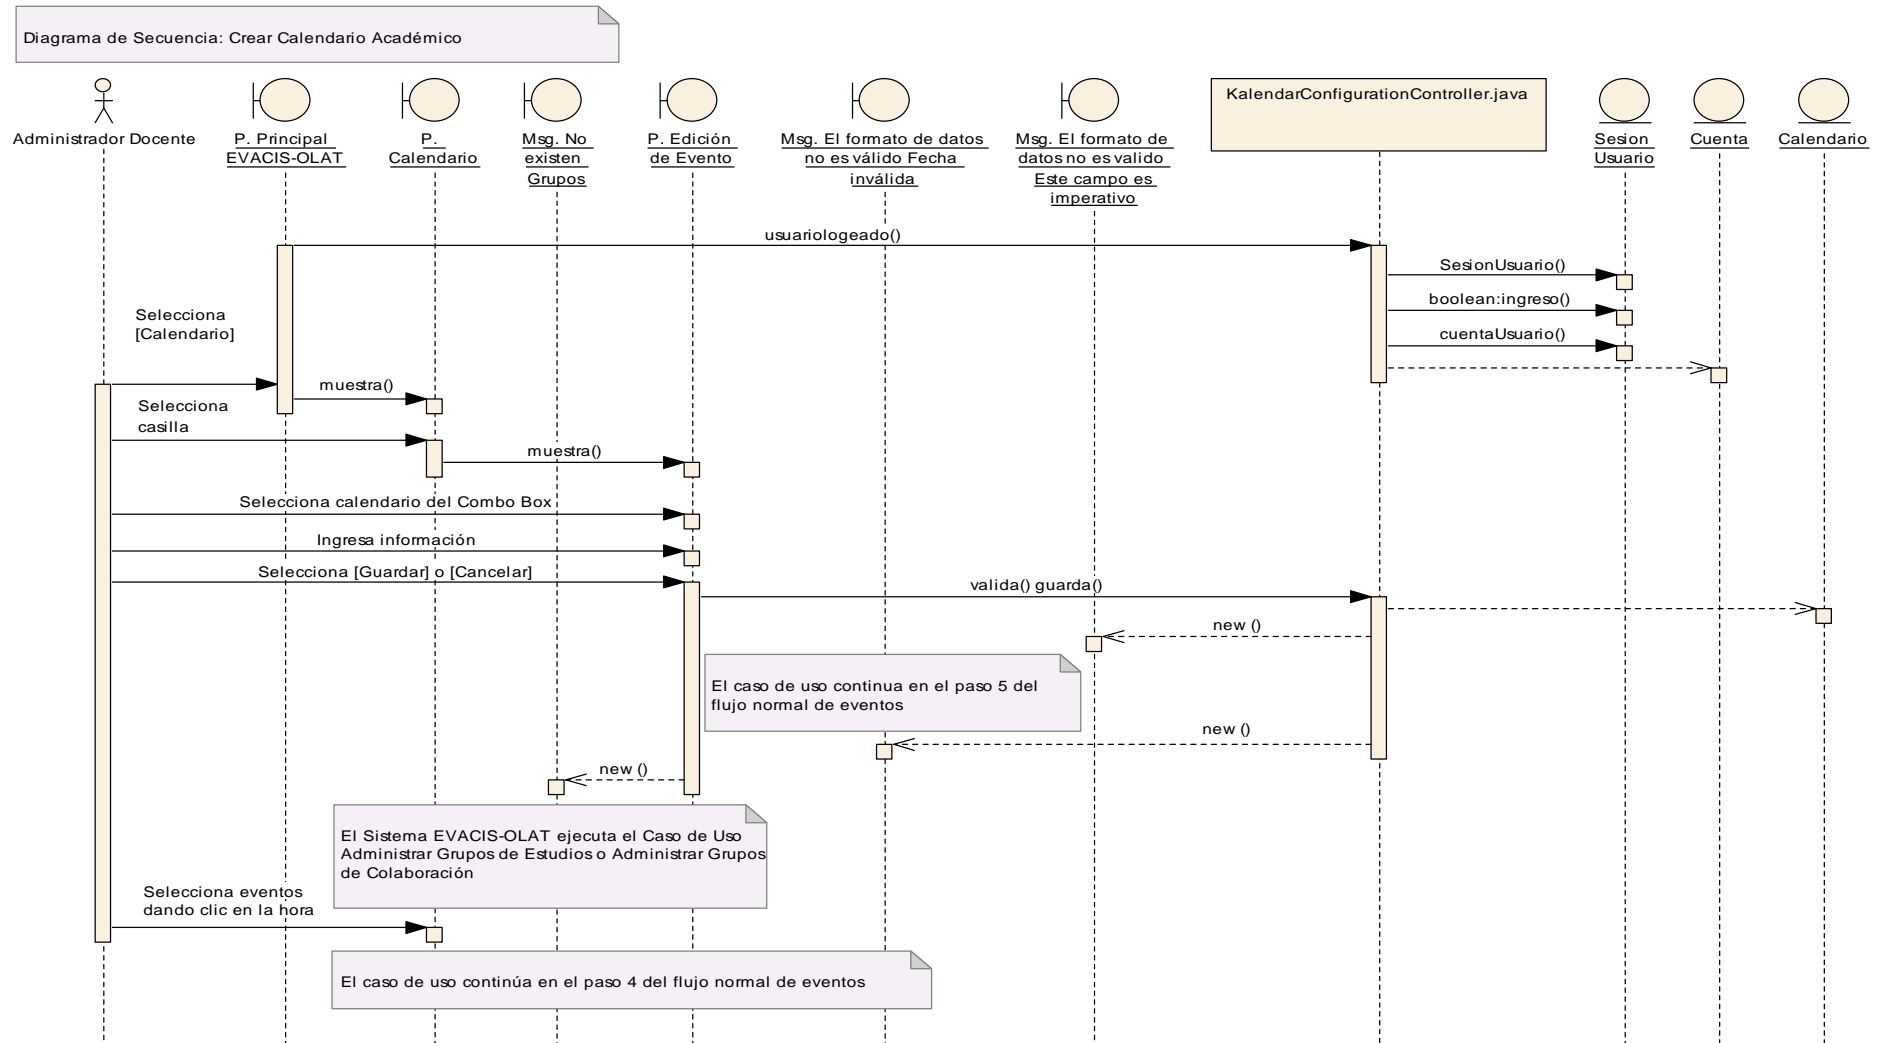 Diagrama de Secuencia: Crear Calendario Académico
KalendarConfigurationController.java
Administrador Docente
P. Principal
EVACIS-OLAT
P.
Calendario
Msg. No
existen
Grupos
P. Edición
de Evento
Msg. El formato de datos
no es válido Fecha
inválida
Msg. El formato de
datos no es valido
Este campo es
imperativo
Sesion
Usuario
Cuenta
Calendario
usuariologeado()
SesionUsuario()
boolean:ingreso()
Selecciona
[Calendario]
cuentaUsuario()
muestra()
Selecciona
casilla
muestra()
Selecciona calendario del Combo Box
Ingresa información
Selecciona [Guardar] o [Cancelar]
valida() guarda()
new ()
El caso de uso continua en el paso 5 del
flujo normal de eventos
new ()
new ()
El Sistema EVACIS-OLAT ejecuta el Caso de Uso
Administrar Grupos de Estudios o Administrar Grupos
de Colaboración
Selecciona eventos
dando clic en la hora
El caso de uso continúa en el paso 4 del flujo normal de eventos